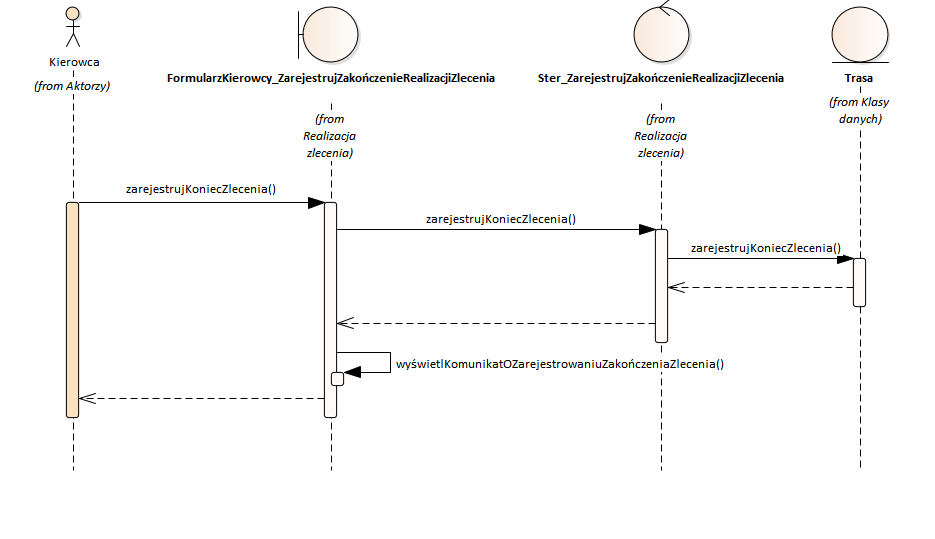 Kierowca
(from Aktorzy)
FormularzKierowcy_ZarejestrujZakończenieRealizacjiZlecenia
(from
Realizacja
zlecenia)
Ster_ZarejestrujZakończenieRealizacjiZlecenia
(from
Realizacja
zlecenia)
Trasa
(from Klasy
danych)
zarejestrujKoniecZlecenia()
zarejestrujKoniecZlecenia()
zarejestrujKoniecZlecenia()
wyświetlKomunikatOZarejestrowaniuZakończeniaZlecenia()